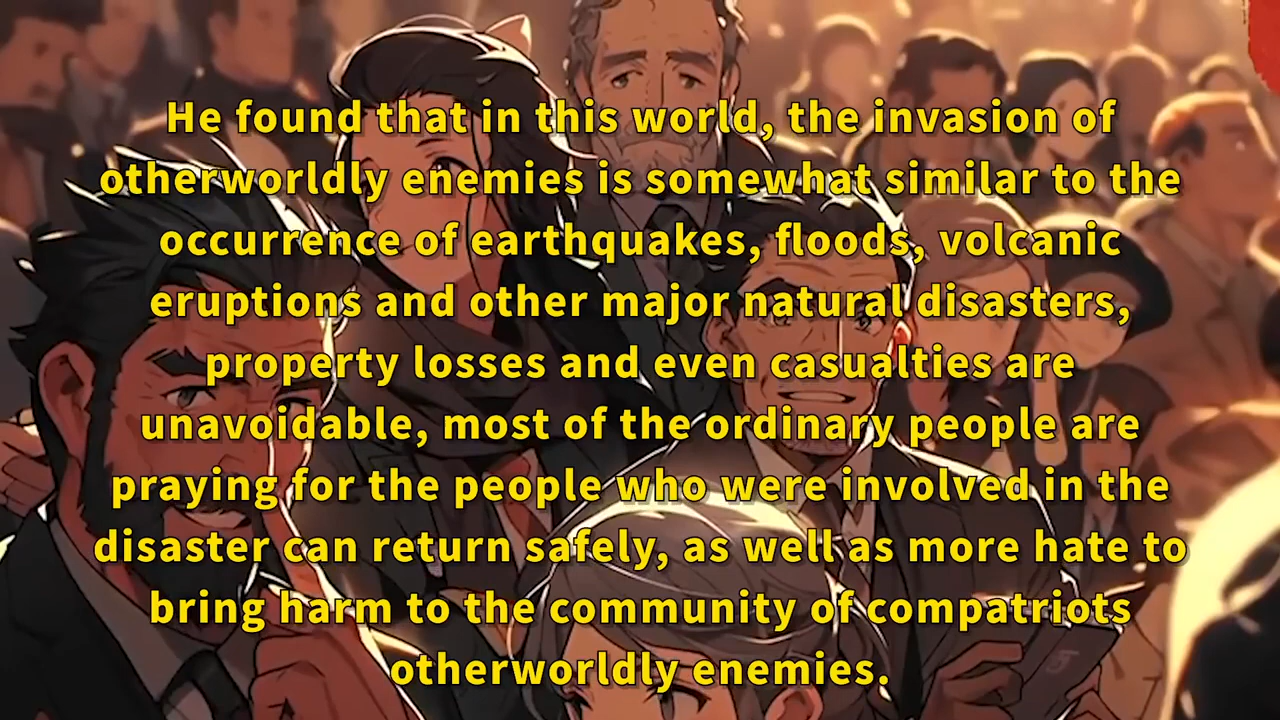 He found that in this world, the invasion of
otherworldly enemies is somewhat similar to the
occurrence of earthquakes, floods, volcanic
eruptions and other major natural disasters,
property losses and even casualties are
unavoidable, most of the ordinary people are
praying for the people who were involved in the
disaster can return safely, as well as more hate to
bring harm to the community of compatriots
otherworldly enemies.